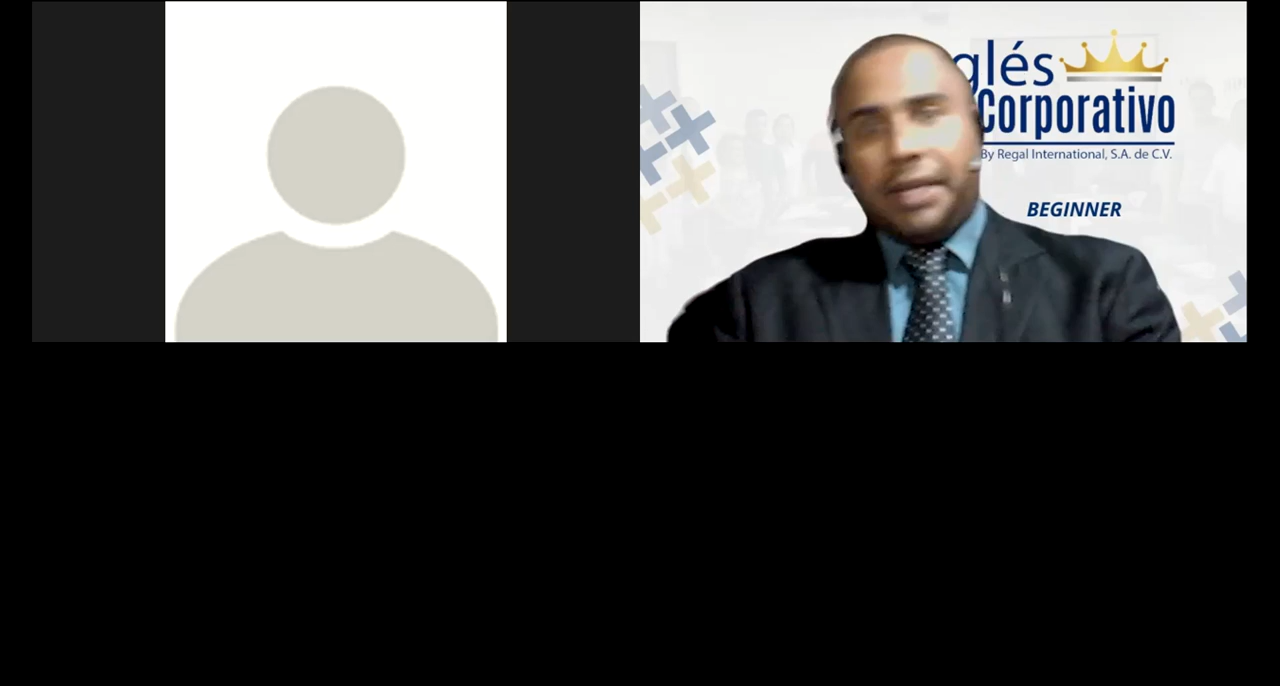 glés
Corporativo
By Regal International, S.A. de C.V.
BEGINNER